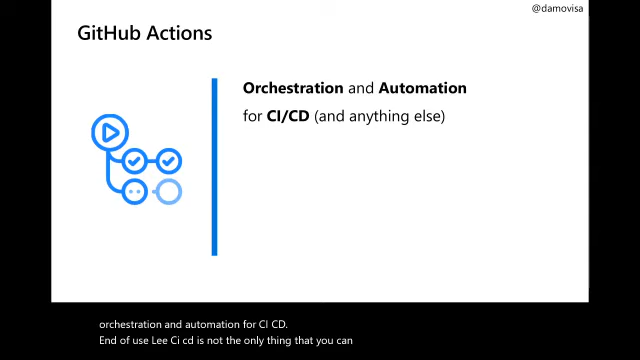 @damovisa
GitHub Actions
Orchestration and Automation
for CI/CD (and anything else)
orchestration and automation for CI CD.
End of use Lee Ci cd is not the only thing that you can